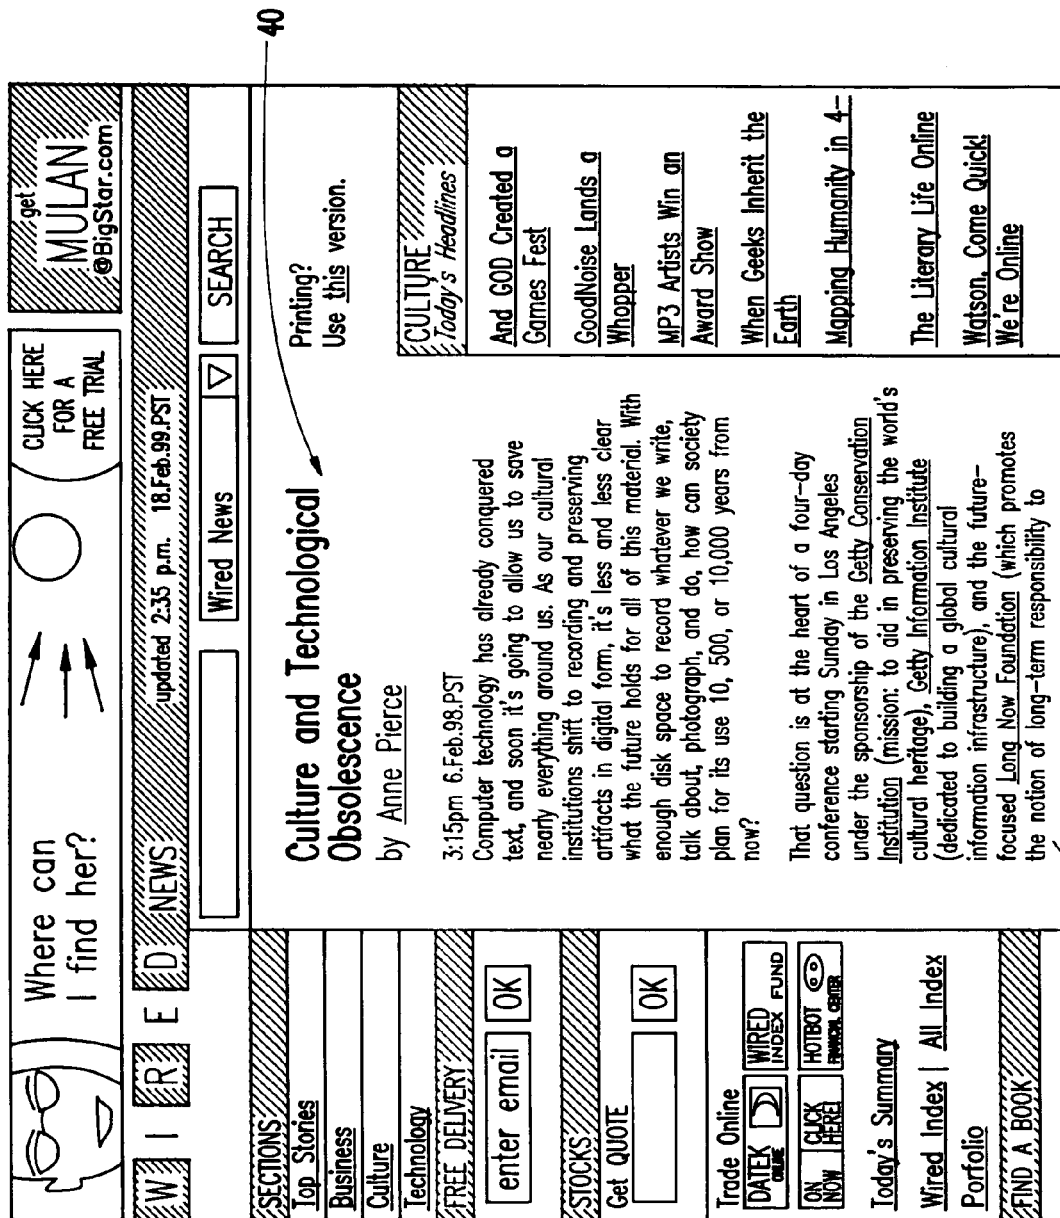 Where can
I find her?
CLICK HERE
FOR A
FREE TRIAL
get
MULAN
@BigStar.com
W I R E D NEWS
updated 2:35 p.m. 18.Feb.99.PST
Wired News
SEARCH
40
SECTIONS
Top Stories
Business
Culture
Technology
FREE DELIVERY
enter email OK
STOCKS
Get QUOTE
OK
Trade Online
DATEK
ONLINE
WIRED
INDEX FUND
ON
NOW
CLICK
HERE!
HOTBOT
FINANCIAL CENTER
Today's Summary
Wired Index | All Index
Porfolio
FIND A BOOK
Culture and Technological
Obsolescence
by Anne Pierce
3:15pm 6.Feb.98.PST
Computer technology has already conquered
text, and soon it's going to allow us to save
nearly everything around us. As our cultural
institutions shift to recording and preserving
artifacts in digital form, it's less and less clear
what the future holds for all of this material. With
enough disk space to record whatever we write,
talk about, photograph, and do, how can society
plan for its use 10, 500, or 10,000 years from
now?
That question is at the heart of a four-day
conference starting Sunday in Los Angeles
under the sponsorship of the Getty Conservation
Institution (mission: to aid in preserving the world's
cultural heritage), Getty Information Institute
(dedicated to building a global cultural
information infrastructure), and the future-
focused Long Now Foundation (which promotes
the notion of long-term responsibility to
Printing?
Use this version.
CULTURE
Today's Headlines
And GOD Created a
Games Fest
GoodNoise Lands a
Whopper
MP3 Artists Win an
Award Show
When Geeks Inherit the
Earth
Mapping Humanity in 4-
The Literary Life Online
Watson, Come Quick!
We're Online